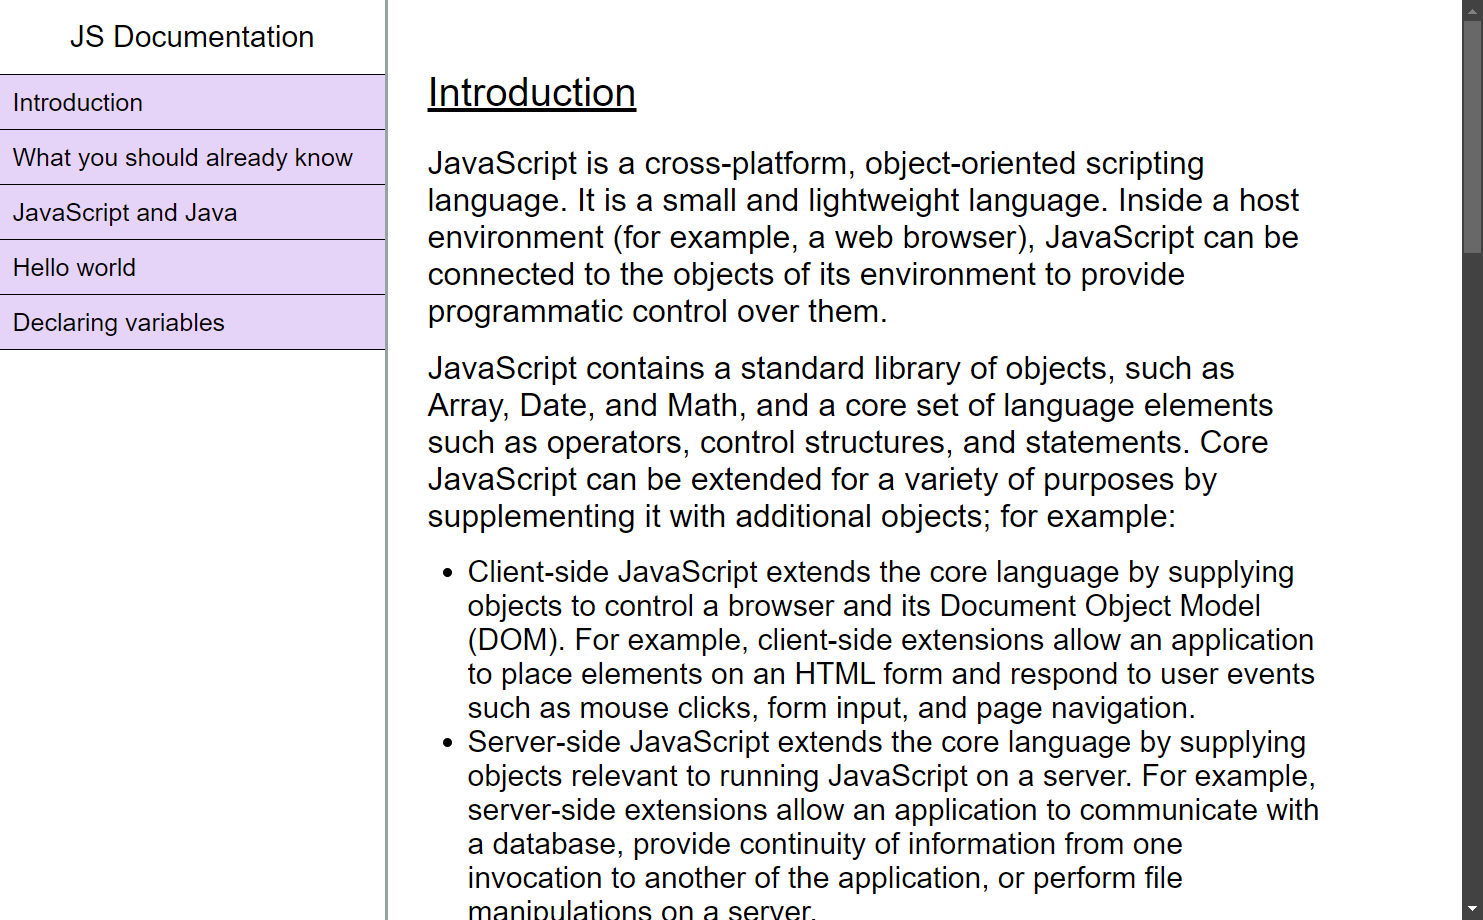 JS Documentation
Introduction
What you should already know
JavaScript and Java
Hello world
Declaring variables
Introduction
JavaScript is a cross-platform, object-oriented scripting
language. It is a small and lightweight language. Inside a host
environment (for example, a web browser), JavaScript can be
connected to the objects of its environment to provide
programmatic control over them.
JavaScript contains a standard library of objects, such as
Array, Date, and Math, and a core set of language elements
such as operators, control structures, and statements. Core
JavaScript can be extended for a variety of purposes by
supplementing it with additional objects; for example:
• Client-side JavaScript extends the core language by supplying
objects to control a browser and its Document Object Model
(DOM). For example, client-side extensions allow an application
to place elements on an HTML form and respond to user events
such as mouse clicks, form input, and page navigation.
• Server-side JavaScript extends the core language by supplying
objects relevant to running JavaScript on a server. For example,
server-side extensions allow an application to communicate with
a database, provide continuity of information from one
invocation to another of the application, or perform file
manipulations on a server.